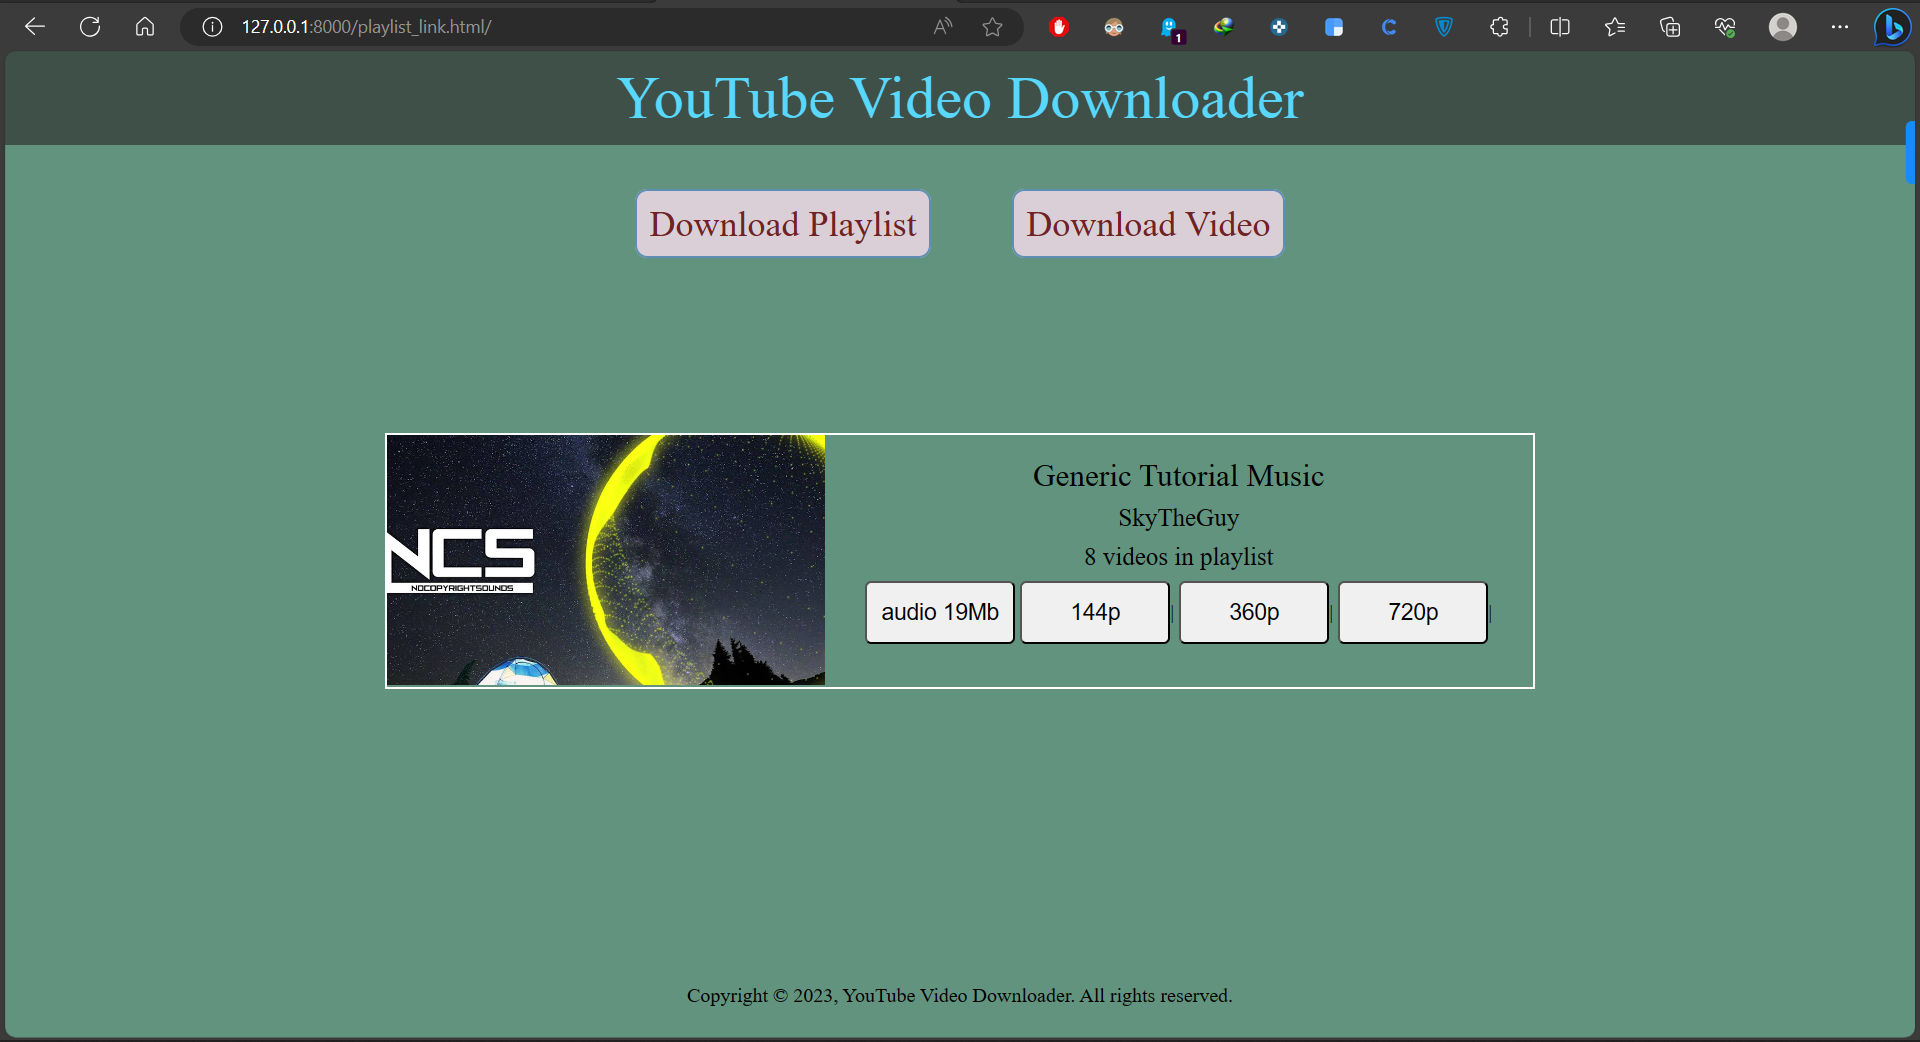 127.0.0.1:8000/playlist_link.html/
1
YouTube Video Downloader
Download Playlist
Download Video
NCS
NOCOPYRIGHTSOUNDS
Generic Tutorial Music
SkyTheGuy
8 videos in playlist
audio 19Mb 144p | 360p | 720p |
Copyright © 2023, YouTube Video Downloader. All rights reserved.